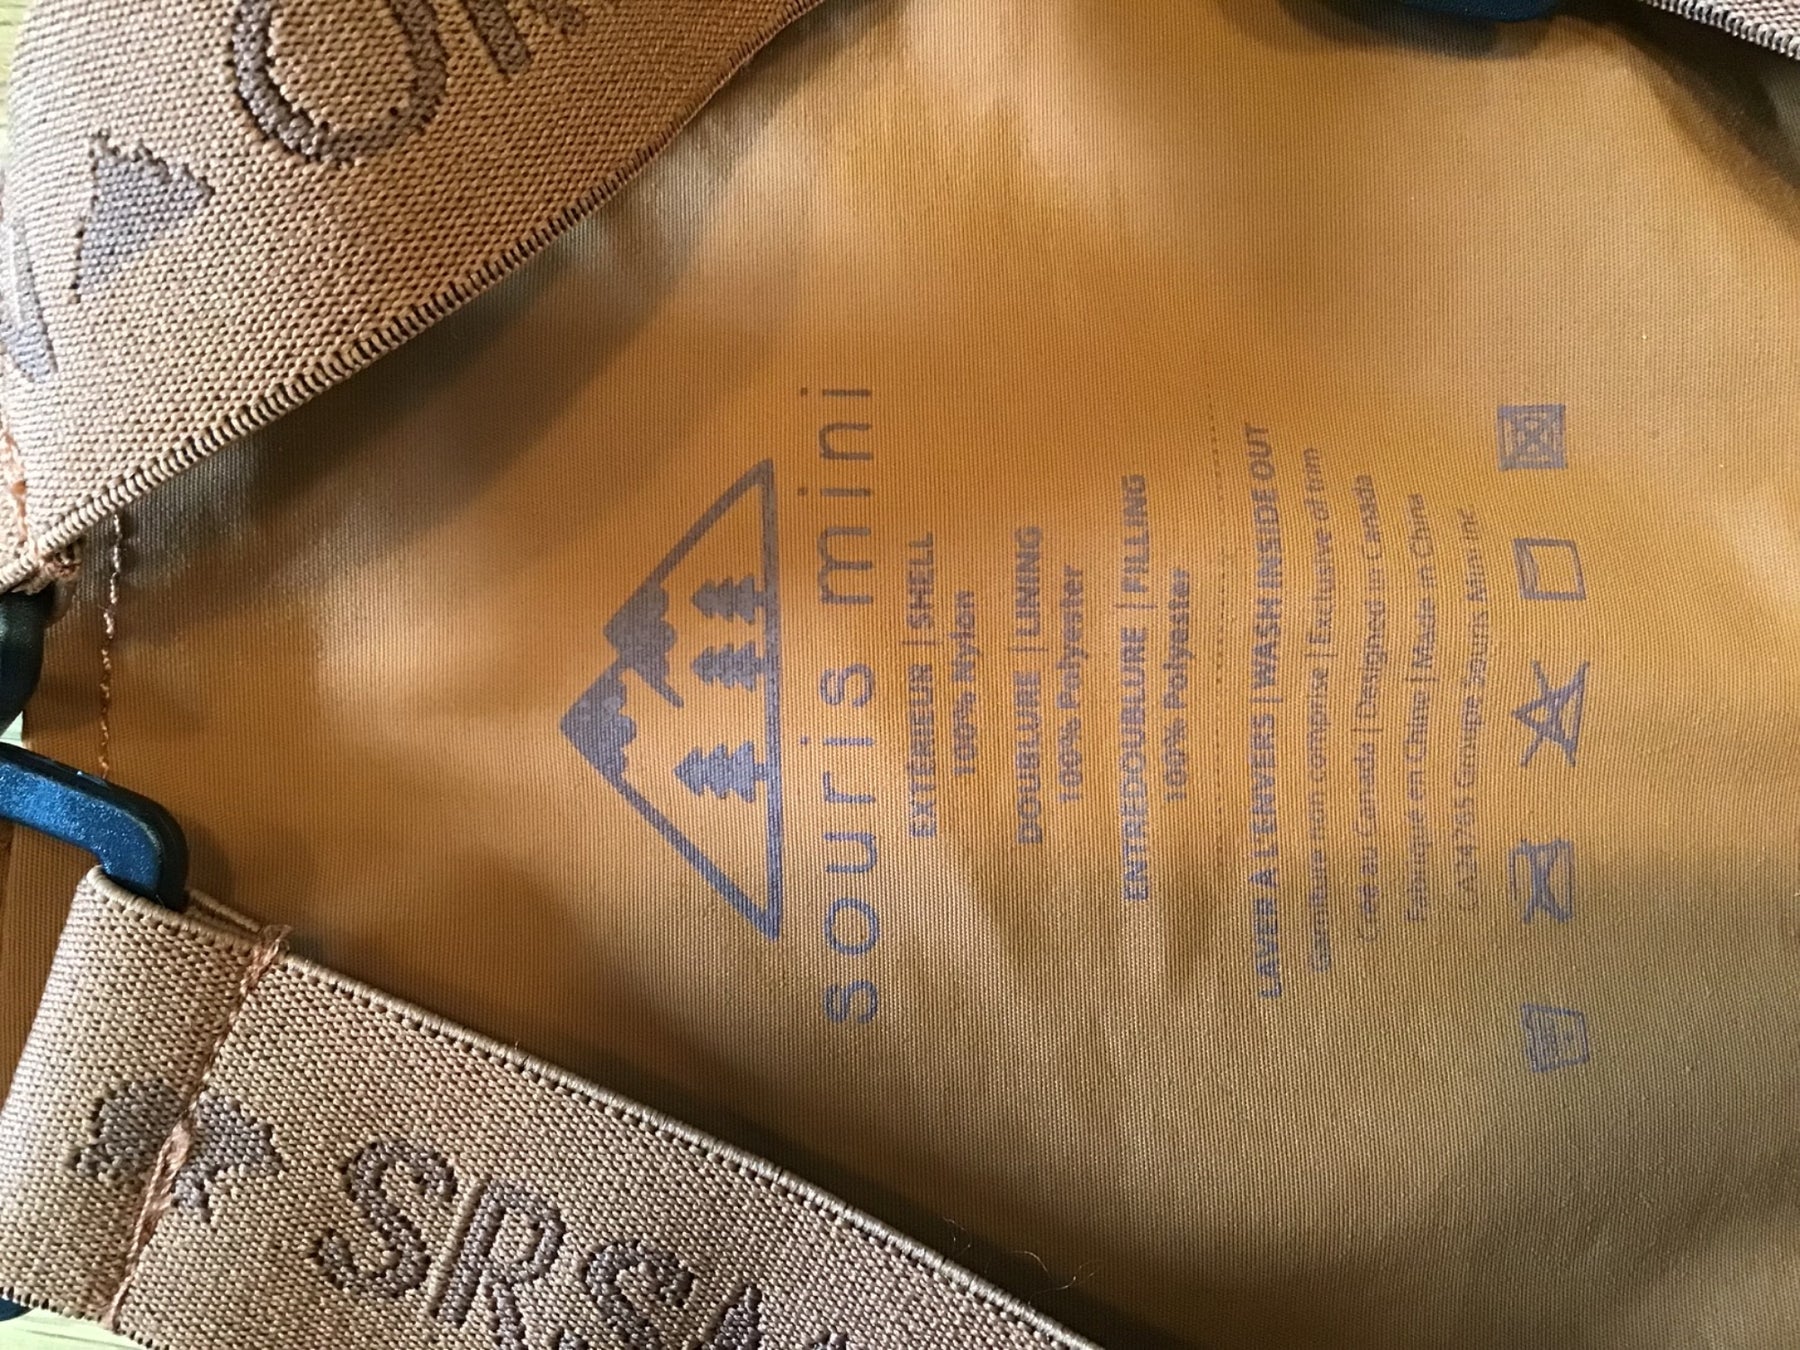 souris mini
EXTÉRIEUR | SHELL
100% Nylon
DOUBLURE | LINING
100% Polyester
ENTREDOUBLURE | FILLING
100% Polyester
LAVER À L'ENVERS | WASH INSIDE OUT
Garniture non comprise | Exclusive of trim
Créé au Canada | Designed in Canada
Fabriqué en Chine | Made in China
CA24765 Groupe Souris Mini inc